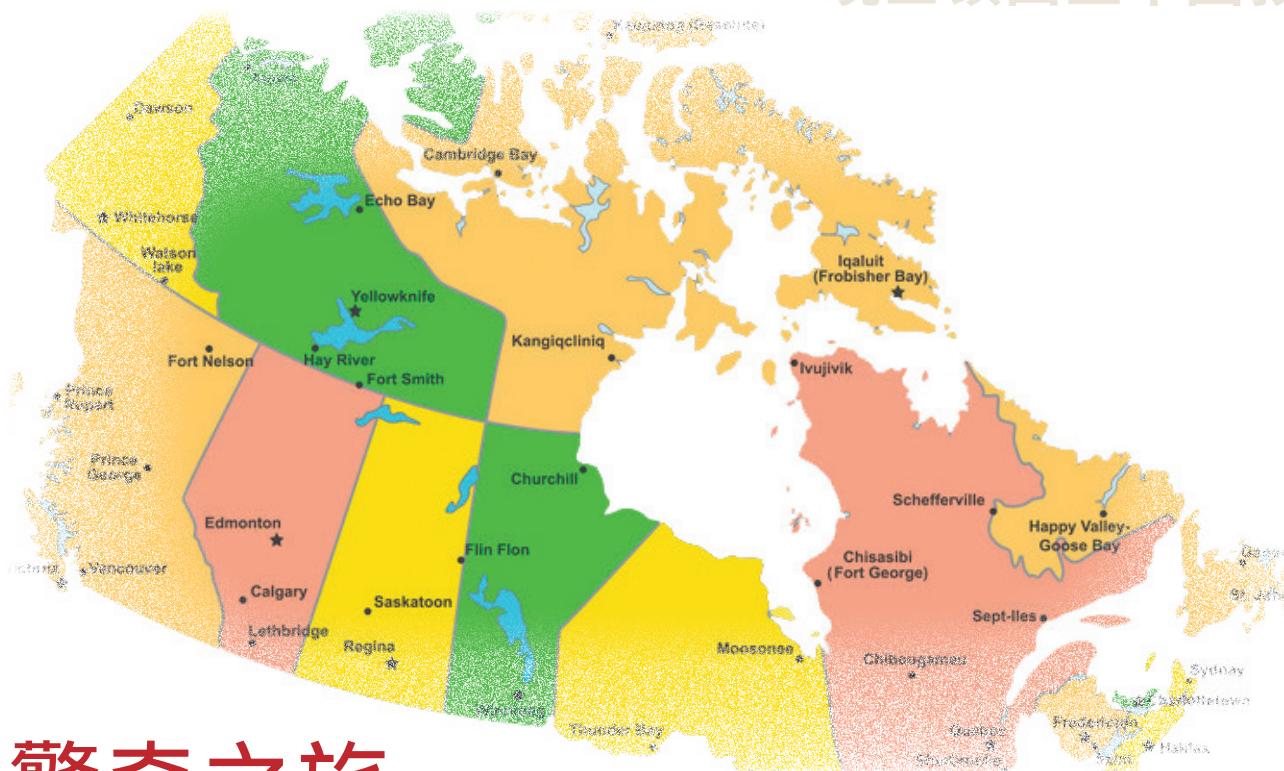 Dawson
Cambridge Bay
Echo Bay
Whitehorse
Watson
lake
Iqaluit
(Frobisher Bay)
Yellowknife
Kangiqcliniq
Fort Nelson
Hay River
Ivujivik
Fort Smith
Prince
Rupart
Prince
George
Churchill
Schefferville
Edmonton
Happy Valley-
Goose Bay
Flin Flon
Chisasibi
(Fort George)
Vancouver
Calgary
Saskatoon
Sept-Iles
Lethbridge
Regina
Moosonee
Chibougamau
Sydnay
Thunder Bay
Fredericton
Halifax